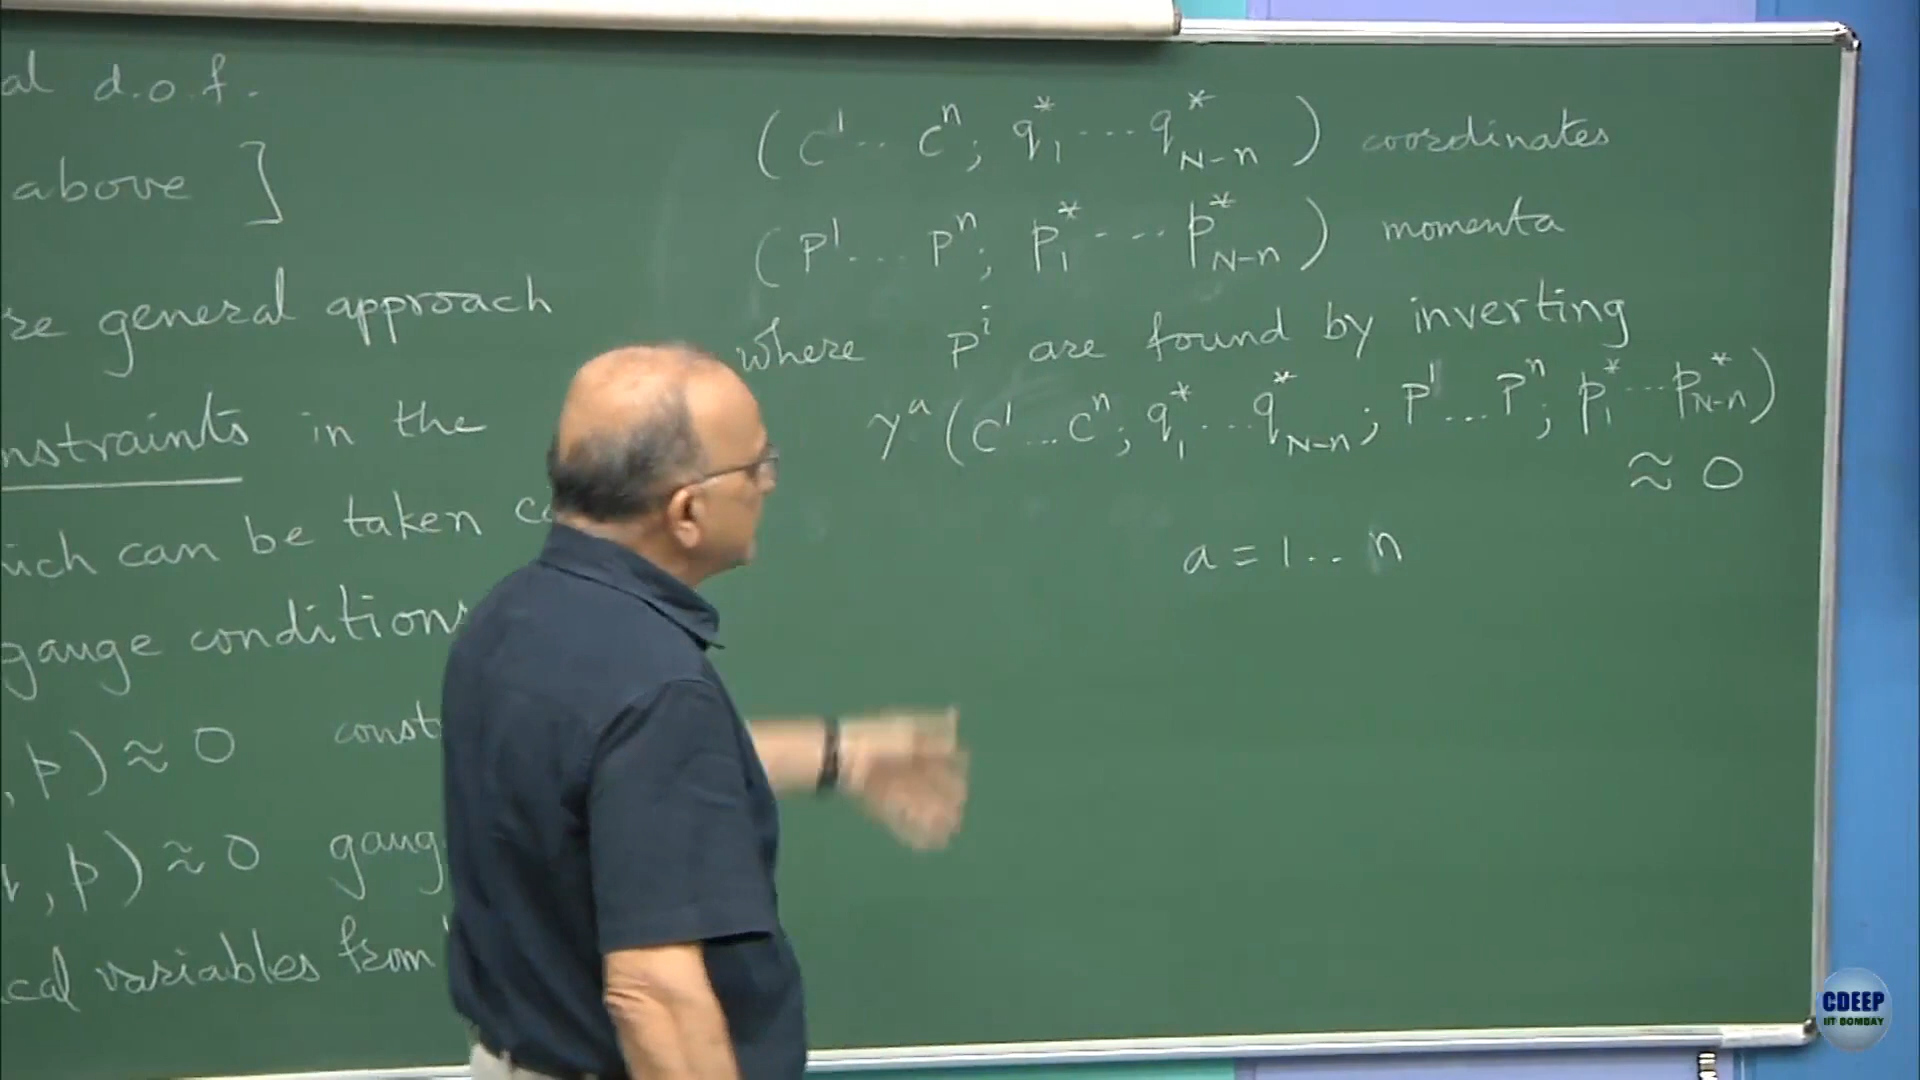 al d.o.f.
above ]
re general approach
nstraints in the
ich can be taken
gauge conditions
, p) ≈ 0 const
, p) ≈ 0 gaug
cal variables from
(C¹ .. Cⁿ; q*₁ ... q*_{N-n}) coordinates
(P¹ ... Pⁿ; p*₁ ... p*_{N-n}) momenta
where Pⁱ are found by inverting
γᵃ(C¹ ... Cⁿ; q*₁ ... q*_{N-n}; P¹ ... Pⁿ; p*₁ ... p*_{N-n})
≈ 0
a = 1 .. n
CDEEP
IIT BOMBAY